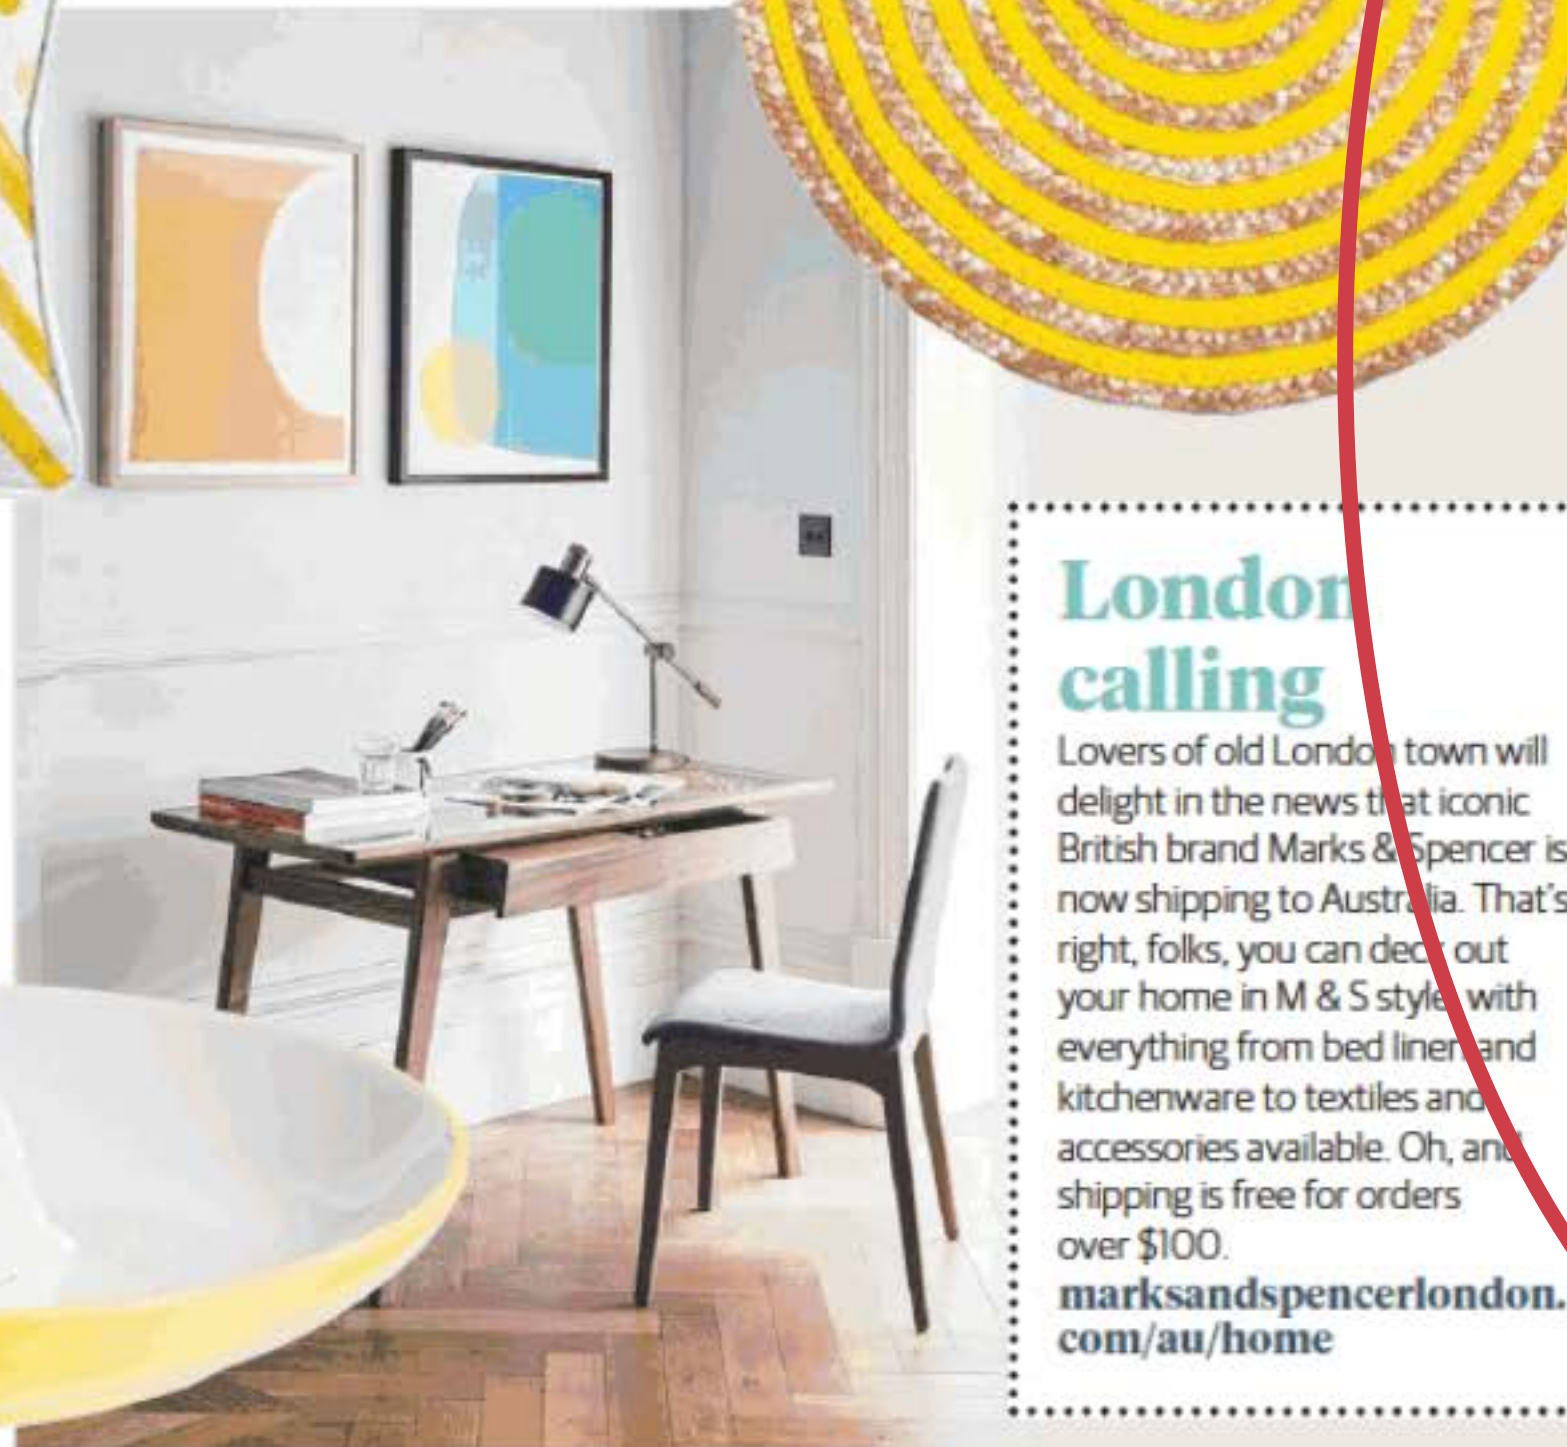 London
calling
Lovers of old London town will
delight in the news that iconic
British brand Marks & Spencer is
now shipping to Australia. That's
right, folks, you can deck out
your home in M & S style, with
everything from bed linen and
kitchenware to textiles and
accessories available. Oh, and
shipping is free for orders
over $100.
marksandspencerlondon.
com/au/home